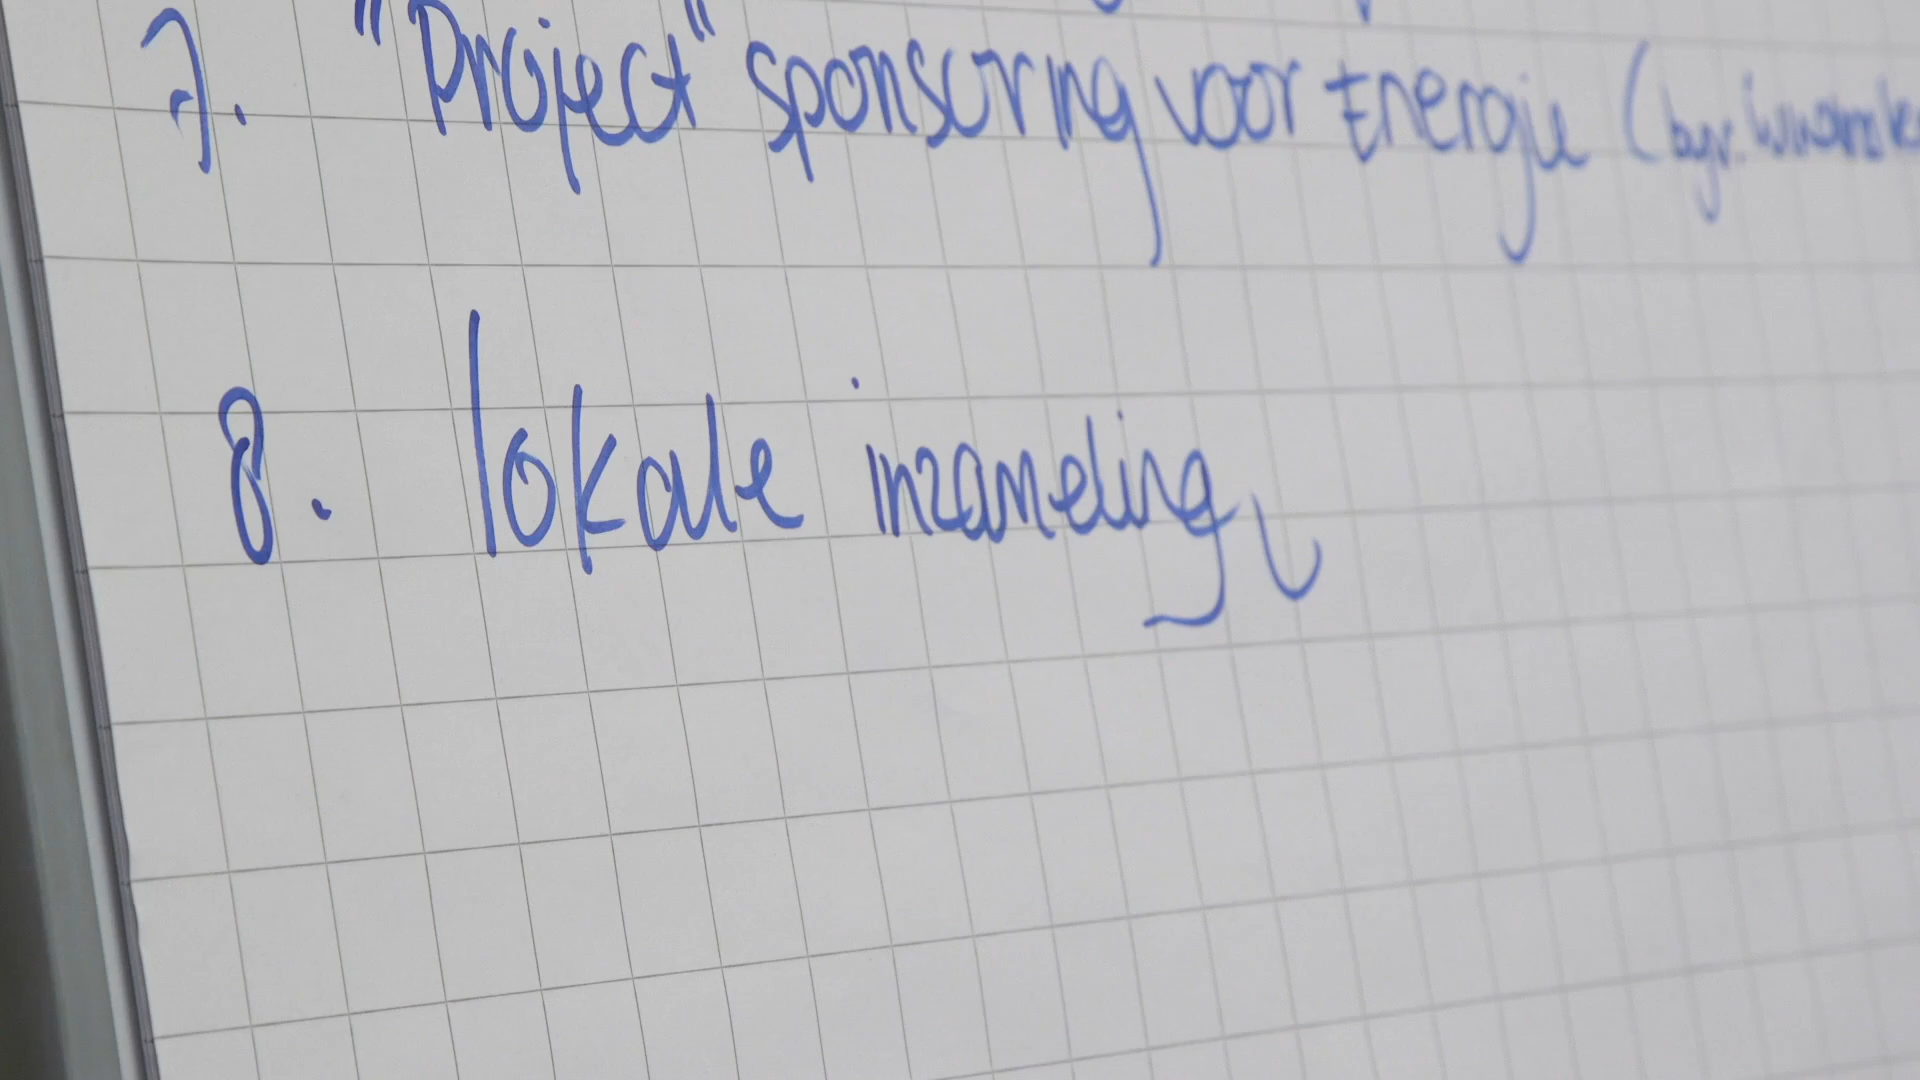 7. "Project" sponsoring voor Energie (bijv.
8. lokale inzameling